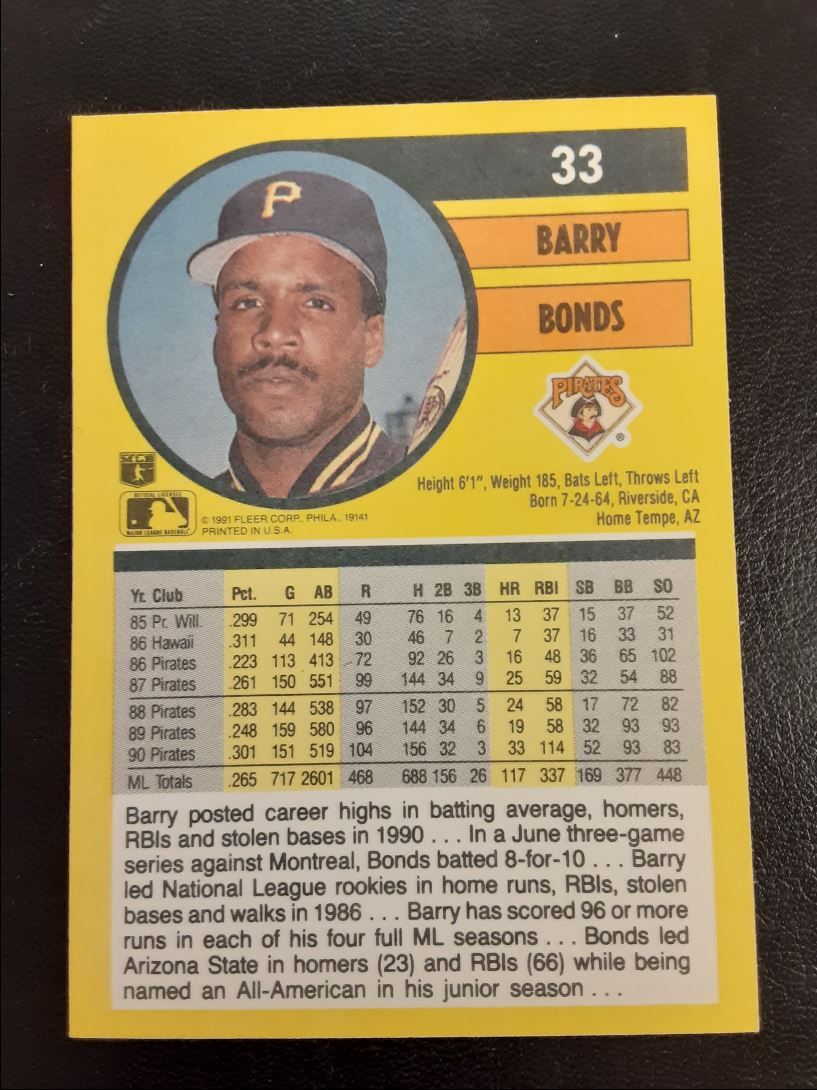 33
BARRY
BONDS
P
PIRATES
®
Height 6'1", Weight 185, Bats Left, Throws Left
Born 7-24-64, Riverside, CA
Home Tempe, AZ
OFFICIAL LICENSEE
MAJOR LEAGUE BASEBALL
© 1991 FLEER CORP., PHILA., 19141
PRINTED IN U.S.A.
Yr. Club Pct. G AB R H 2B 3B HR RBI SB BB SO
85 Pr. Will. .299 71 254 49 76 16 4 13 37 15 37 52
86 Hawaii .311 44 148 30 46 7 2 7 37 16 33 31
86 Pirates .223 113 413 72 92 26 3 16 48 36 65 102
87 Pirates .261 150 551 99 144 34 9 25 59 32 54 88
88 Pirates .283 144 538 97 152 30 5 24 58 17 72 82
89 Pirates .248 159 580 96 144 34 6 19 58 32 93 93
90 Pirates .301 151 519 104 156 32 3 33 114 52 93 83
ML Totals .265 717 2601 468 688 156 26 117 337 169 377 448
Barry posted career highs in batting average, homers,
RBIs and stolen bases in 1990 . . . In a June three-game
series against Montreal, Bonds batted 8-for-10 . . . Barry
led National League rookies in home runs, RBIs, stolen
bases and walks in 1986 . . . Barry has scored 96 or more
runs in each of his four full ML seasons . . . Bonds led
Arizona State in homers (23) and RBIs (66) while being
named an All-American in his junior season . . .